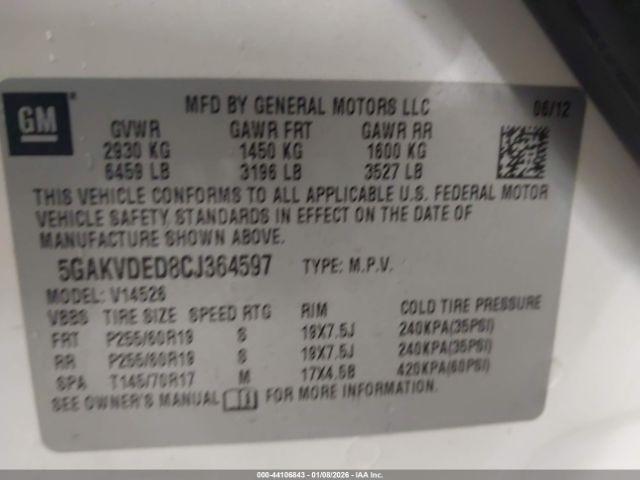 GM ®
MFD BY GENERAL MOTORS LLC 06/12
GVWR GAWR FRT GAWR RR
2930 KG 1450 KG 1600 KG
6459 LB 3196 LB 3527 LB
THIS VEHICLE CONFORMS TO ALL APPLICABLE U.S. FEDERAL MOTOR
VEHICLE SAFETY STANDARDS IN EFFECT ON THE DATE OF
MANUFACTURE SHOWN ABOVE.
5GAKVDED8CJ364597 TYPE: M.P.V.
MODEL: V14526
VBBS TIRE SIZE SPEED RTG RIM COLD TIRE PRESSURE
FRT P255/60R19 S 19X7.5J 240KPA(35PSI)
RR P255/60R19 S 19X7.5J 240KPA(35PSI)
SPA T145/70R17 M 17X4.5B 420KPA(60PSI)
SEE OWNER'S MANUAL FOR MORE INFORMATION.
000-44106843 - 01/08/2026 - IAA Inc.